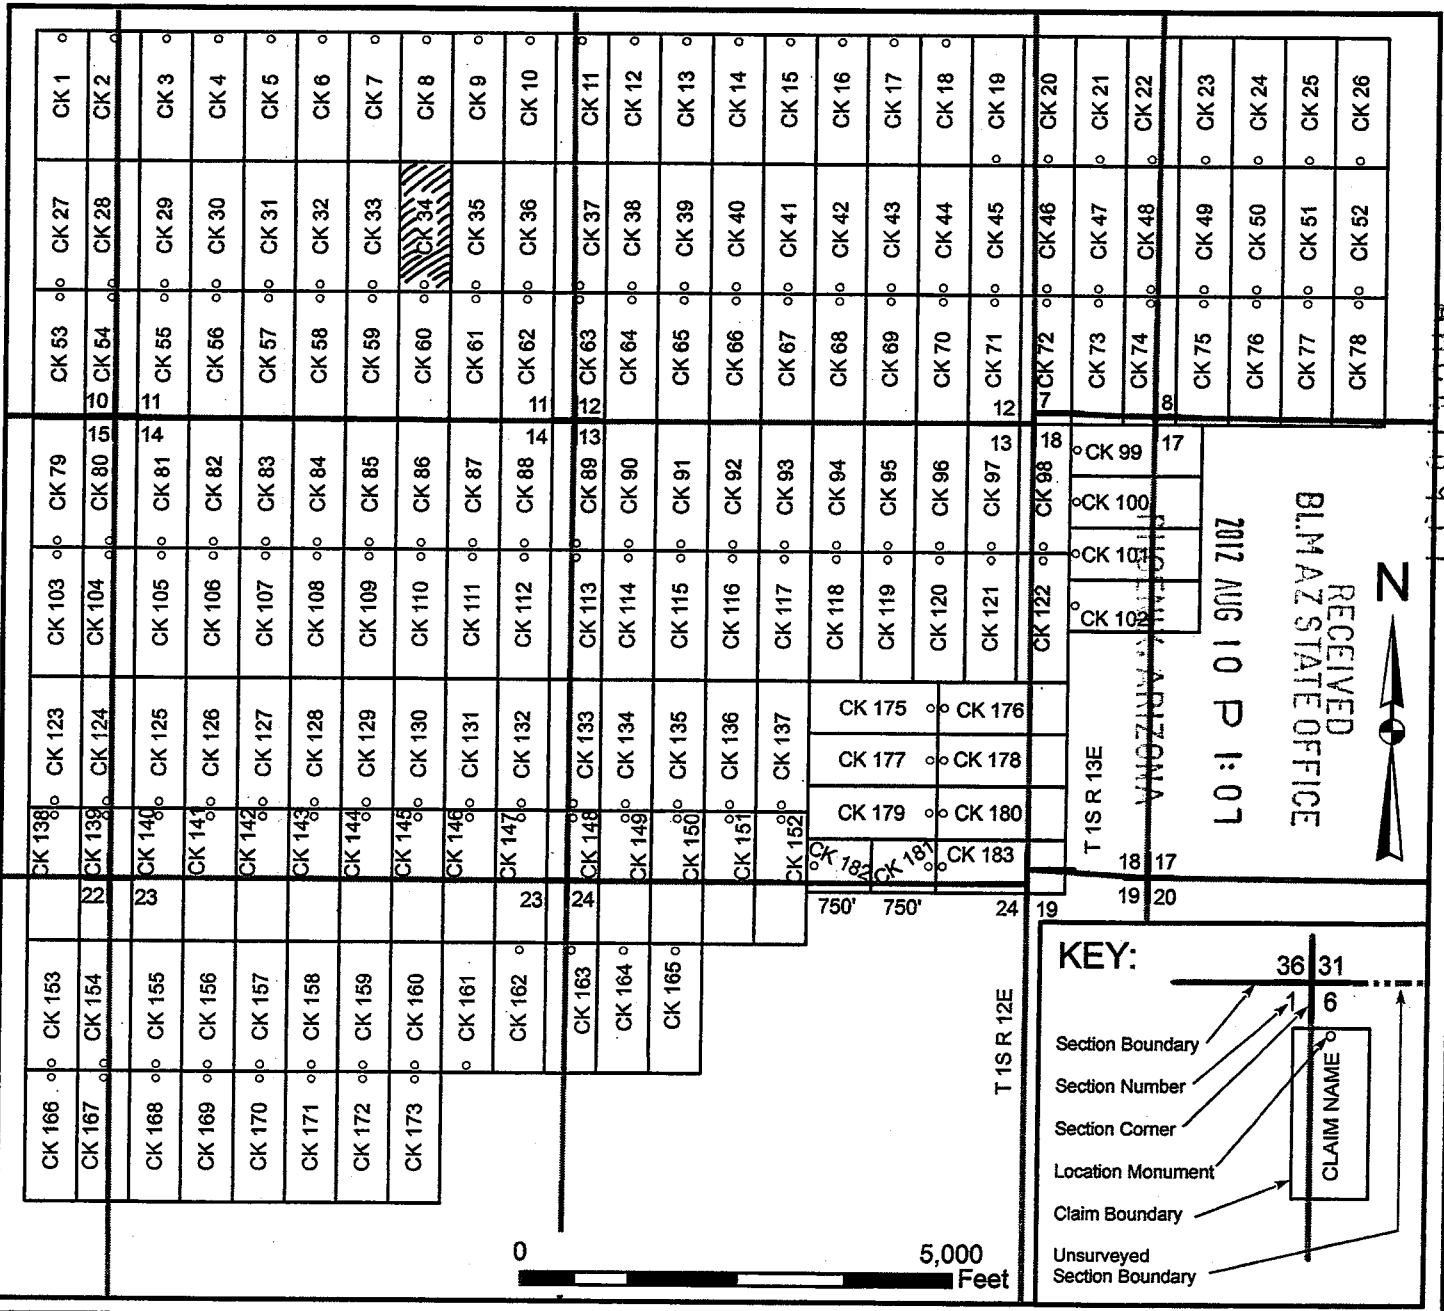 CK 1 CK 2 CK 3 CK 4 CK 5 CK 6 CK 7 CK 8 CK 9 CK 10 CK 11 CK 12 CK 13 CK 14 CK 15 CK 16 CK 17 CK 18 CK 19 CK 20 CK 21 CK 22 CK 23 CK 24 CK 25 CK 26
CK 27 CK 28 CK 29 CK 30 CK 31 CK 32 CK 33 CK 34 CK 35 CK 36 CK 37 CK 38 CK 39 CK 40 CK 41 CK 42 CK 43 CK 44 CK 45 CK 46 CK 47 CK 48 CK 49 CK 50 CK 51 CK 52
CK 53 CK 54 CK 55 CK 56 CK 57 CK 58 CK 59 CK 60 CK 61 CK 62 CK 63 CK 64 CK 65 CK 66 CK 67 CK 68 CK 69 CK 70 CK 71 CK 72 CK 73 CK 74 CK 75 CK 76 CK 77 CK 78
10 11 11 12 12 7 8
15 14 14 13 13 18 17
CK 79 CK 80 CK 81 CK 82 CK 83 CK 84 CK 85 CK 86 CK 87 CK 88 CK 89 CK 90 CK 91 CK 92 CK 93 CK 94 CK 95 CK 96 CK 97 CK 98
CK 99
CK 100
CK 101
CK 102
CK 103 CK 104 CK 105 CK 106 CK 107 CK 108 CK 109 CK 110 CK 111 CK 112 CK 113 CK 114 CK 115 CK 116 CK 117 CK 118 CK 119 CK 120 CK 121 CK 122
CK 123 CK 124 CK 125 CK 126 CK 127 CK 128 CK 129 CK 130 CK 131 CK 132 CK 133 CK 134 CK 135 CK 136 CK 137
CK 175 CK 176
CK 177 CK 178
CK 179 CK 180
CK 182 CK 181 CK 183
CK 138 CK 139 CK 140 CK 141 CK 142 CK 143 CK 144 CK 145 CK 146 CK 147 CK 148 CK 149 CK 150 CK 151 CK 152
18 17
22 23 23 24 750' 750' 24 19 19 20
CK 153 CK 154 CK 155 CK 156 CK 157 CK 158 CK 159 CK 160 CK 161 CK 162 CK 163 CK 164 CK 165
CK 166 CK 167 CK 168 CK 169 CK 170 CK 171 CK 172 CK 173
T 1S R 13E
T 1S R 12E
RECEIVED
BLM AZ STATE OFFICE
2012 AUG 10 P 1:07
ARIZONA
N
KEY:
36 31
1 6
Section Boundary
Section Number
Section Corner
Location Monument
Claim Boundary
Unsurveyed
Section Boundary
CLAIM NAME
0 5,000
Feet